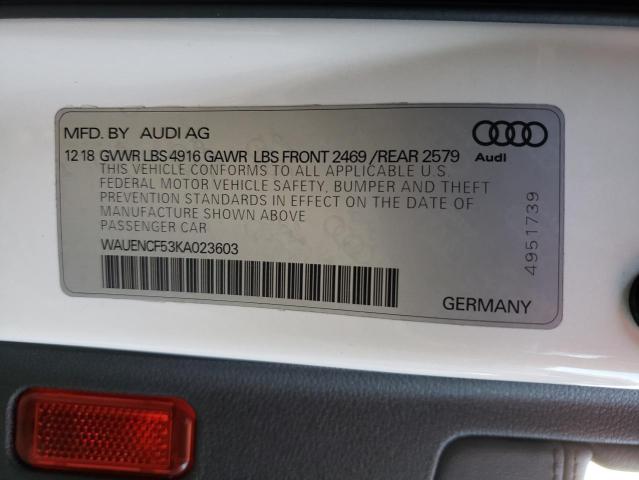 MFD. BY AUDI AG
12 18 GVWR LBS 4916 GAWR LBS FRONT 2469 /REAR 2579
THIS VEHICLE CONFORMS TO ALL APPLICABLE U.S.
FEDERAL MOTOR VEHICLE SAFETY, BUMPER AND THEFT
PREVENTION STANDARDS IN EFFECT ON THE DATE OF
MANUFACTURE SHOWN ABOVE
PASSENGER CAR
WAUENCF53KA023603
GERMANY
Audi
4951739